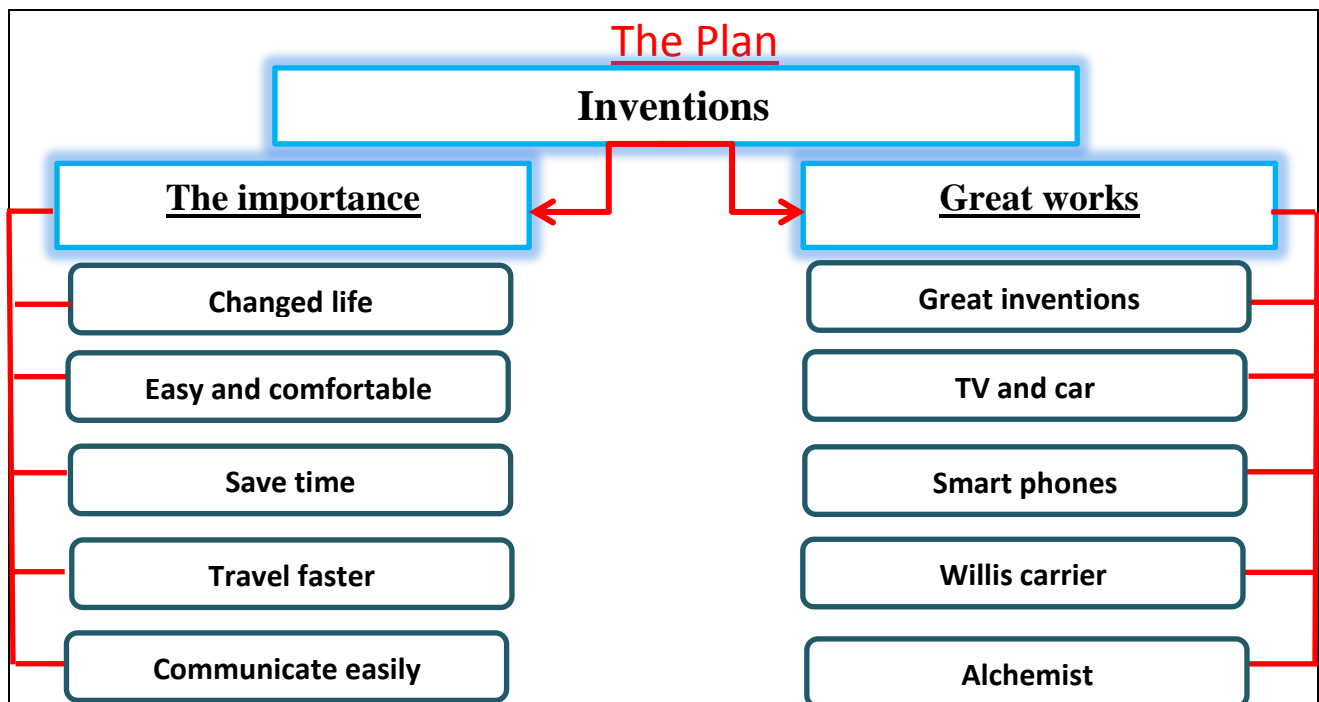 The Plan
Inventions
The importance
Great works
Changed life
Great inventions
Easy and comfortable
TV and car
Save time
Smart phones
Travel faster
Willis carrier
Communicate easily
Alchemist